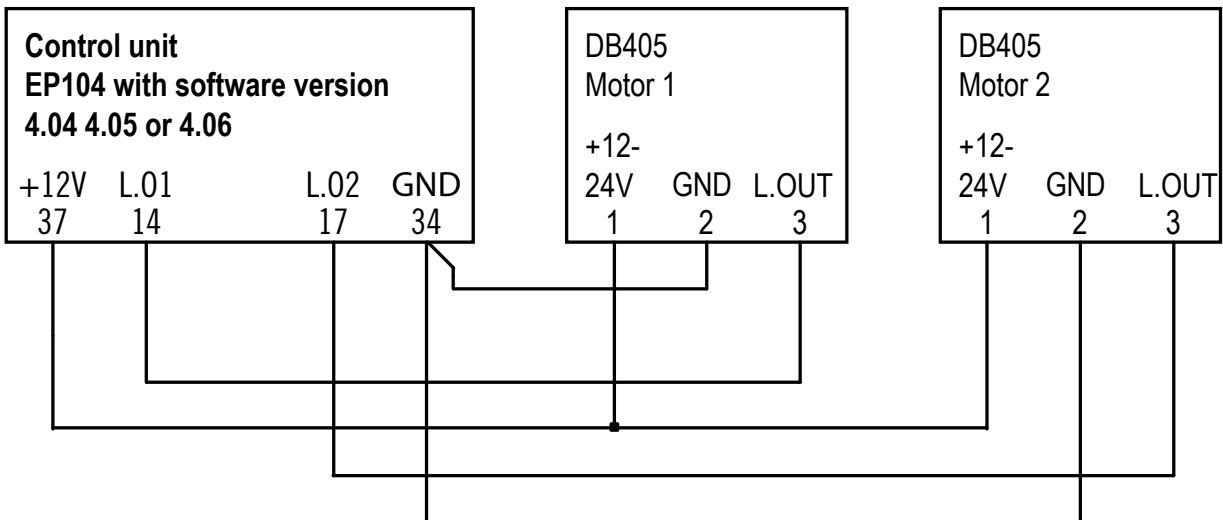 Control unit
EP104 with software version
4.04 4.05 or 4.06
+12V L.01 L.02 GND
37 14 17 34
DB405
Motor 1
+12-
24V GND L.OUT
1 2 3
DB405
Motor 2
+12-
24V GND L.OUT
1 2 3